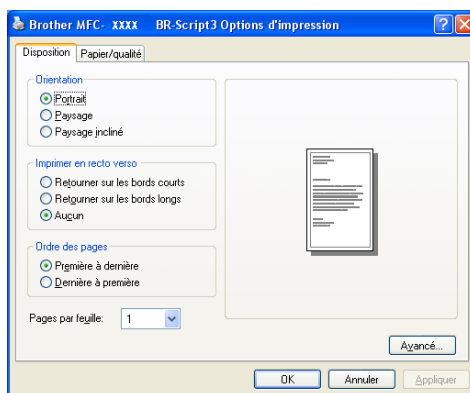 Brother MFC- XXXX BR-Script3 Options d'impression
Disposition Papier/qualité
Orientation
Portrait
Paysage
Paysage incliné
Imprimer en recto verso
Retourner sur les bords courts
Retourner sur les bords longs
Aucun
Ordre des pages
Première à dernière
Dernière à première
Pages par feuille: 1
Avancé...
OK Annuler Appliquer